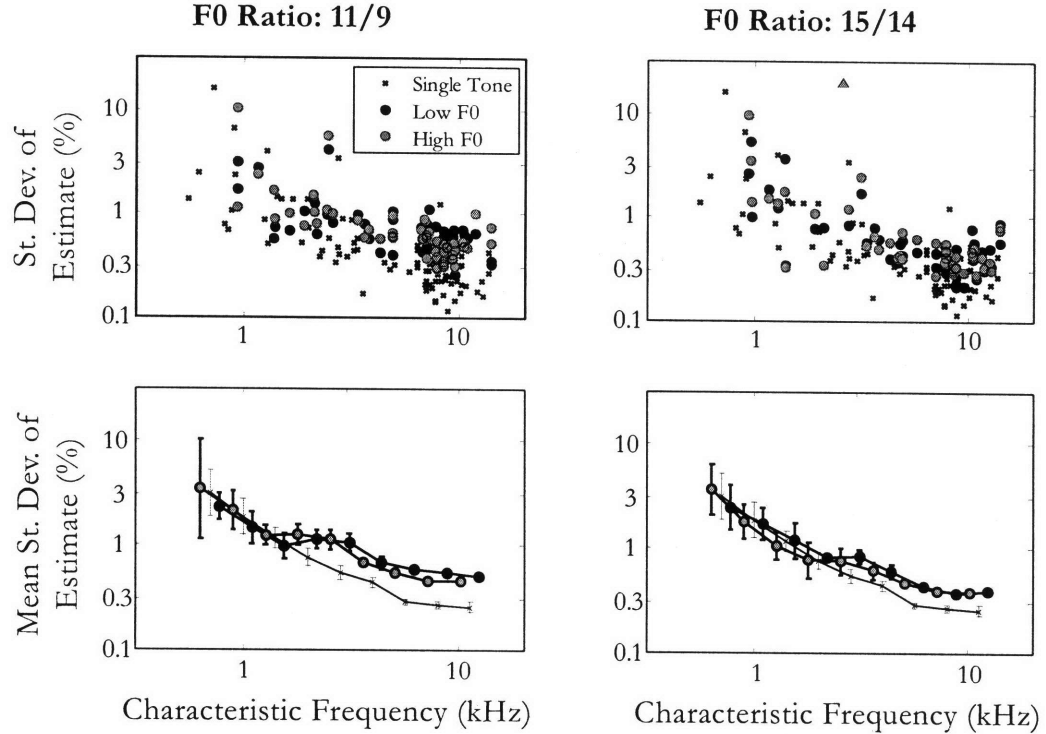 F0 Ratio: 11/9
F0 Ratio: 15/14
St. Dev. of
Estimate (%)
10
3
1
0.3
0.1
1
10
Single Tone
Low F0
High F0
10
3
1
0.3
0.1
1
10
Mean St. Dev. of
Estimate (%)
10
3
1
0.3
0.1
1
10
Characteristic Frequency (kHz)
10
3
1
0.3
0.1
1
10
Characteristic Frequency (kHz)